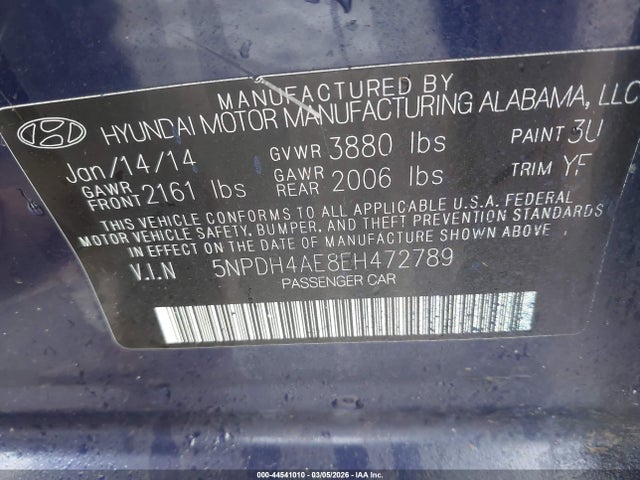 MANUFACTURED BY
HYUNDAI MOTOR MANUFACTURING ALABAMA, LLC
Jan/14/14 GVWR 3880 lbs PAINT 3U
GAWR FRONT 2161 lbs GAWR REAR 2006 lbs TRIM YF
THIS VEHICLE CONFORMS TO ALL APPLICABLE U.S.A. FEDERAL
MOTOR VEHICLE SAFETY, BUMPER, AND THEFT PREVENTION STANDARDS
IN EFFECT ON THE DATE OF MANUFACTURE SHOWN ABOVE.
V.I.N 5NPDH4AE8EH472789
PASSENGER CAR
000-44541010 | 03/05/2026 | IAA, Inc.